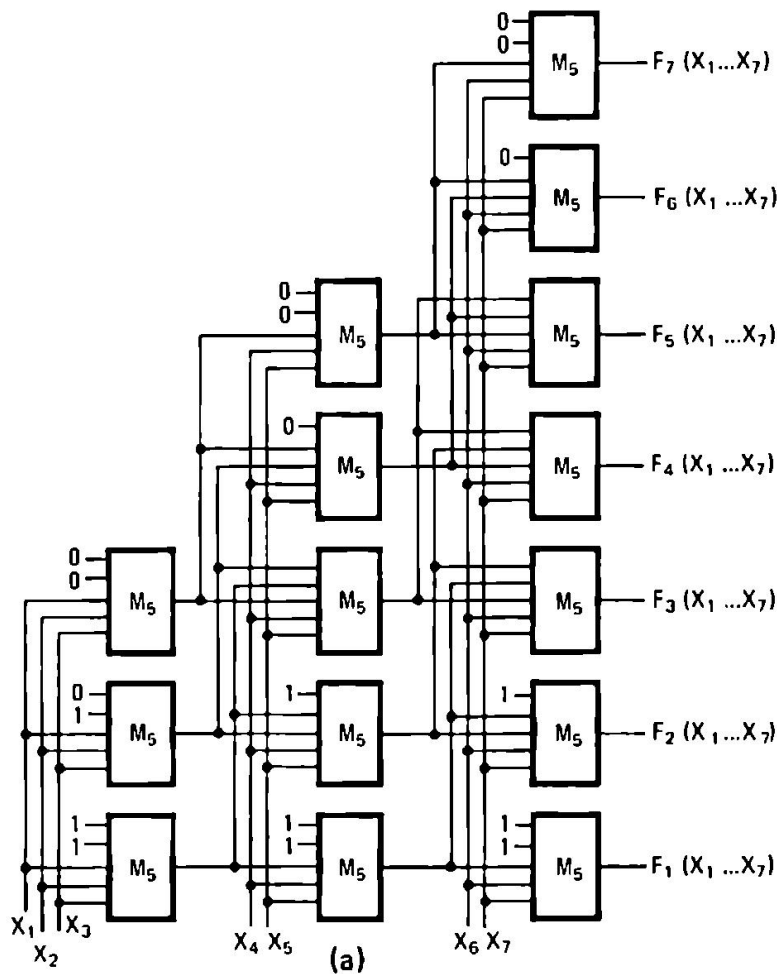 0
0
M5 F7 (X1...X7)
0
M5 F6 (X1 ...X7)
0
0
M5 M5 F5 (X1 ...X7)
0
M5 M5 F4 (X1 ...X7)
0
0
M5 M5 M5 F3 (X1 ...X7)
0 1 1
1
M5 M5 M5 F2 (X1 ...X7)
1 1 1
1 1 1
M5 M5 M5 F1 (X1 ...X7)
X1 X3 X4 X5 X6 X7
X2
(a)